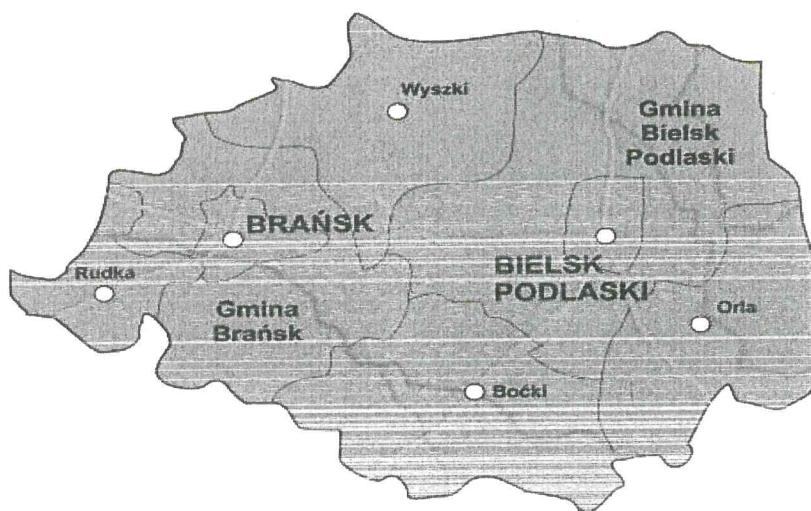 Wyszki
Gmina
Bielsk
Podlaski
BRAŃSK
BIELSK
PODLASKI
Rudka
Gmina
Brańsk
Orla
Boćki